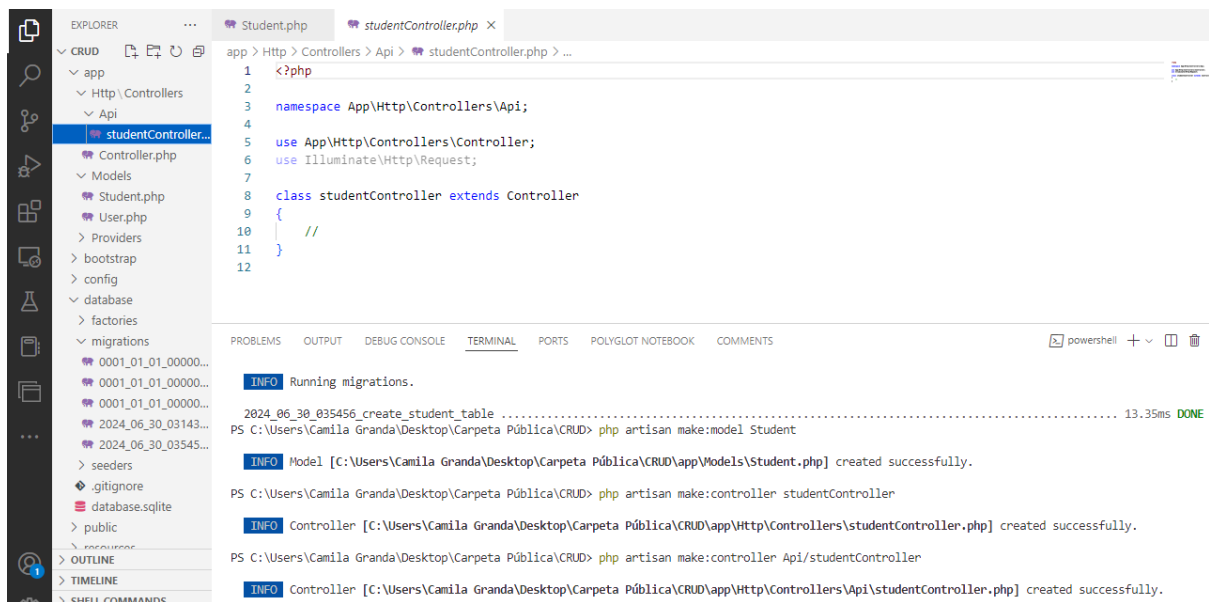 EXPLORER
CRUD
app
Http\Controllers
Api
studentController...
Controller.php
Models
Student.php
User.php
Providers
bootstrap
config
database
factories
migrations
0001_01_01_00000...
0001_01_01_00000...
0001_01_01_00000...
2024_06_30_03143...
2024_06_30_03545...
seeders
.gitignore
database.sqlite
public
resources
OUTLINE
TIMELINE
SHELL COMMANDS
1
Student.php
studentController.php
app > Http > Controllers > Api > studentController.php > ...
1 <?php
2
3 namespace App\Http\Controllers\Api;
4
5 use App\Http\Controllers\Controller;
6 use Illuminate\Http\Request;
7
8 class studentController extends Controller
9 {
10 //
11 }
12
PROBLEMS OUTPUT DEBUG CONSOLE TERMINAL PORTS POLYGLOT NOTEBOOK COMMENTS powershell
INFO Running migrations.
2024_06_30_035456_create_student_table ............................................................................................. 13.35ms DONE
PS C:\Users\Camila Granda\Desktop\Carpeta Pública\CRUD> php artisan make:model Student
INFO Model [C:\Users\Camila Granda\Desktop\Carpeta Pública\CRUD\app\Models\Student.php] created successfully.
PS C:\Users\Camila Granda\Desktop\Carpeta Pública\CRUD> php artisan make:controller studentController
INFO Controller [C:\Users\Camila Granda\Desktop\Carpeta Pública\CRUD\app\Http\Controllers\studentController.php] created successfully.
PS C:\Users\Camila Granda\Desktop\Carpeta Pública\CRUD> php artisan make:controller Api/studentController
INFO Controller [C:\Users\Camila Granda\Desktop\Carpeta Pública\CRUD\app\Http\Controllers\Api\studentController.php] created successfully.